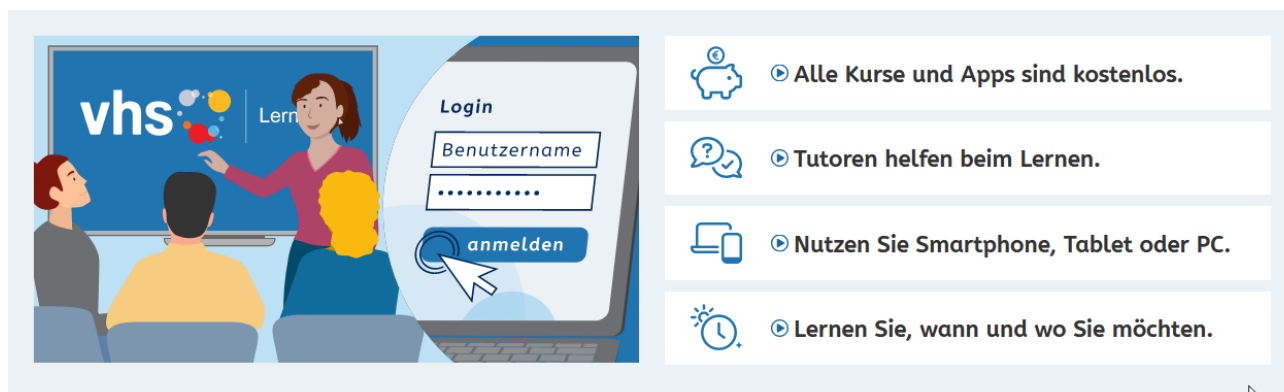 vhs
Lern
Login
Benutzername
anmelden
Alle Kurse und Apps sind kostenlos.
Tutoren helfen beim Lernen.
Nutzen Sie Smartphone, Tablet oder PC.
Lernen Sie, wann und wo Sie möchten.